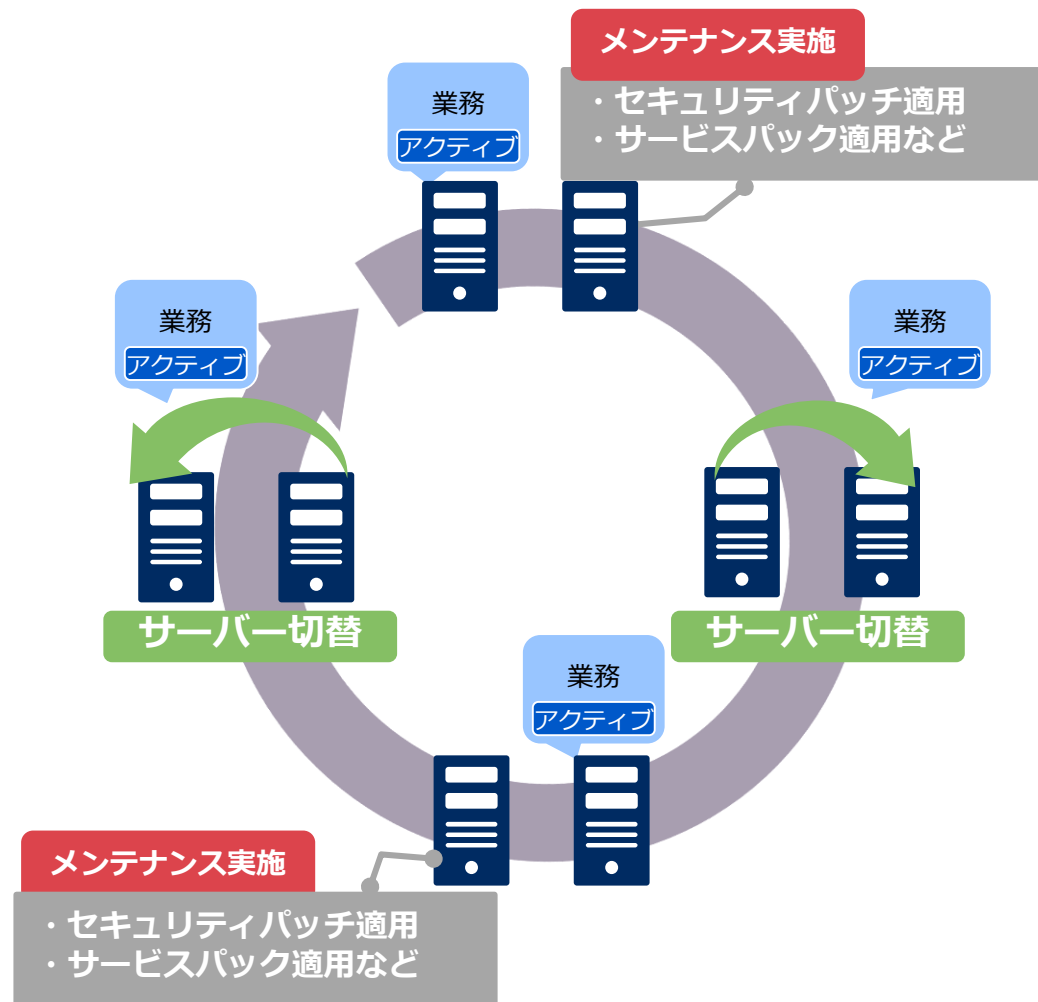 メンテナンス実施
・セキュリティパッチ適用
・サービスパック適用など
業務
アクティブ
業務
アクティブ
業務
アクティブ
サーバー切替
サーバー切替
業務
アクティブ
メンテナンス実施
・セキュリティパッチ適用
・サービスパック適用など